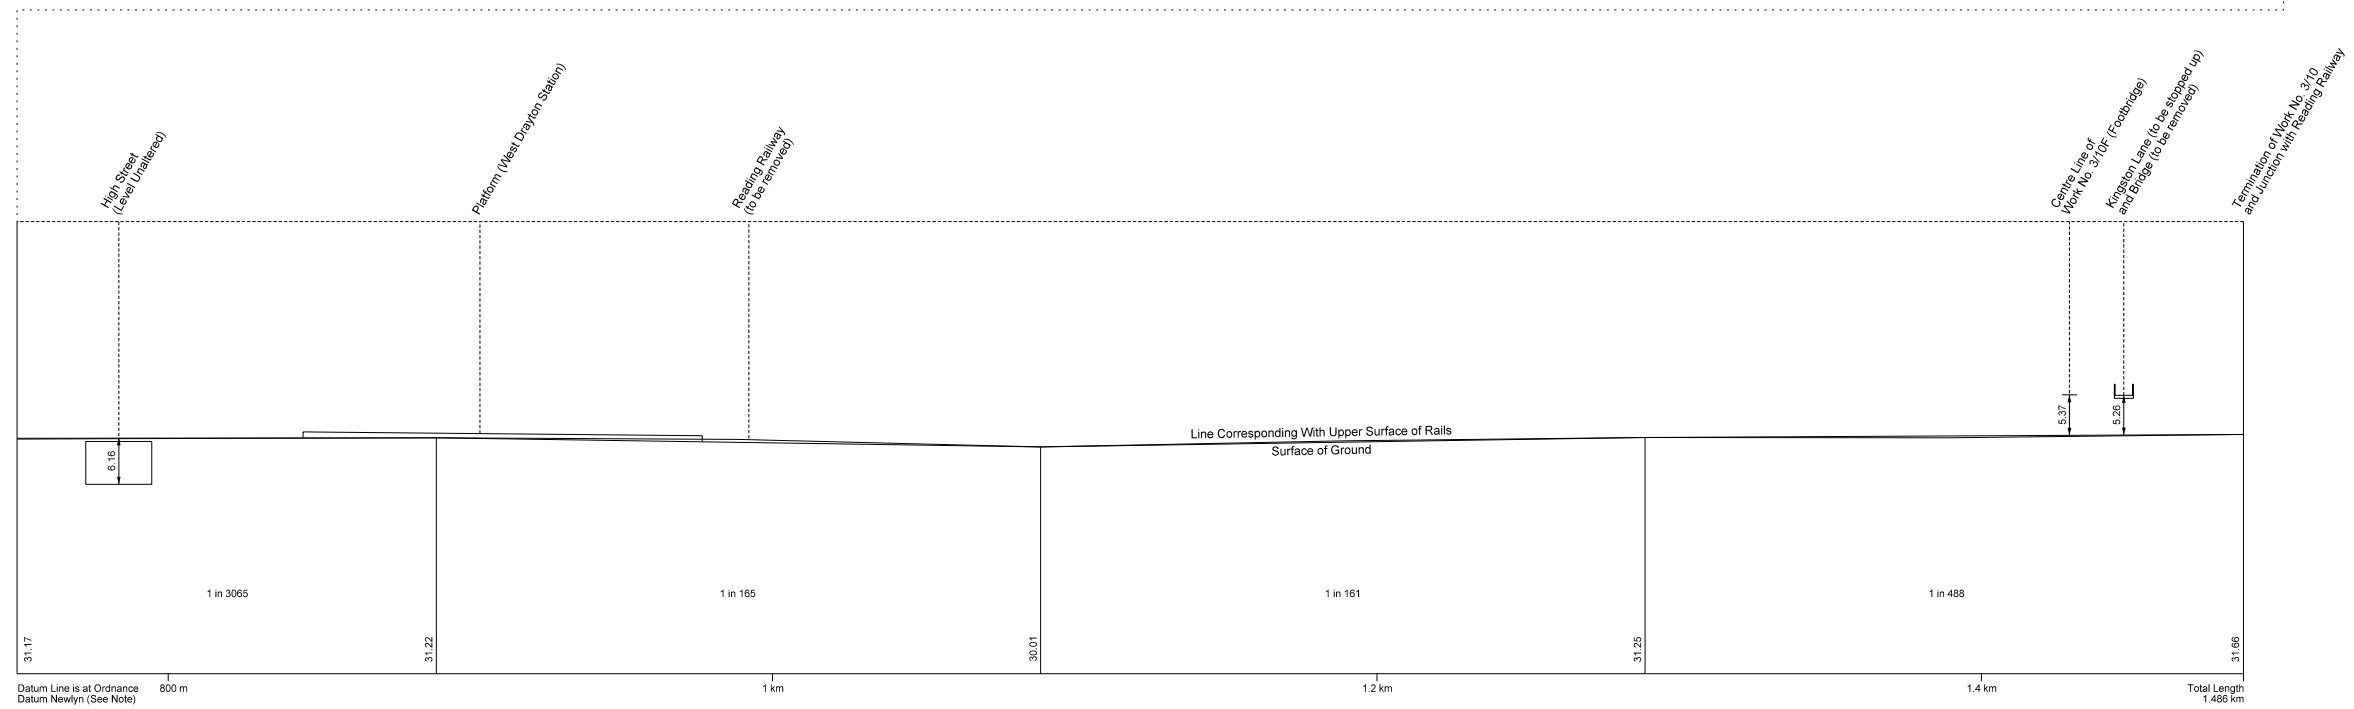 High Street
(Level Unaltered)
Platform (West Drayton Station)
Reading Railway
(to be removed)
Centre Line of
Work No. 3/10F (Footbridge)
Kingston Lane (to be stopped up)
and Bridge (to be removed)
Termination of Work No. 3/10
and Junction with Reading Railway
6.16
5.37
5.26
Line Corresponding With Upper Surface of Rails
Surface of Ground
1 in 3065
1 in 165
1 in 161
1 in 488
31.17
31.22
30.01
31.25
31.66
Datum Line is at Ordnance
Datum Newlyn (See Note)
800 m
1 km
1.2 km
1.4 km
Total Length
1.486 km